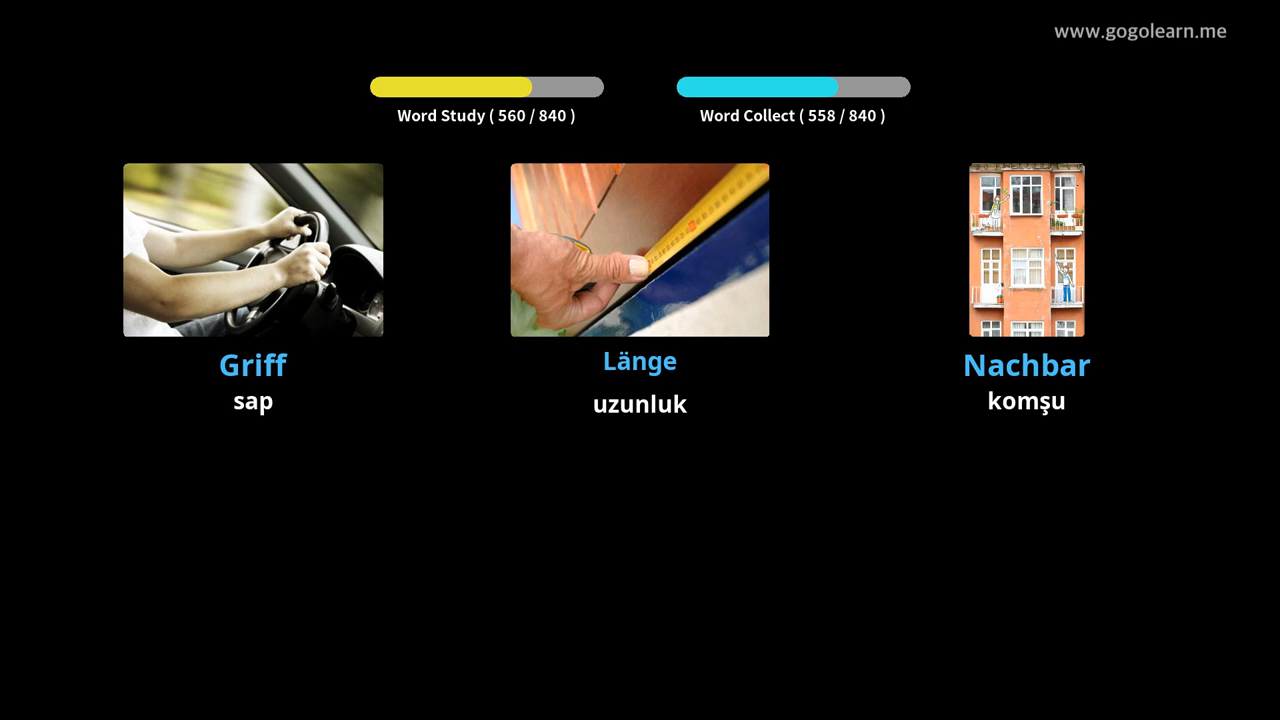 www.gogolearn.me
Word Study ( 560 / 840 )
Word Collect ( 558 / 840 )
Griff
sap
Länge
uzunluk
Nachbar
komşu